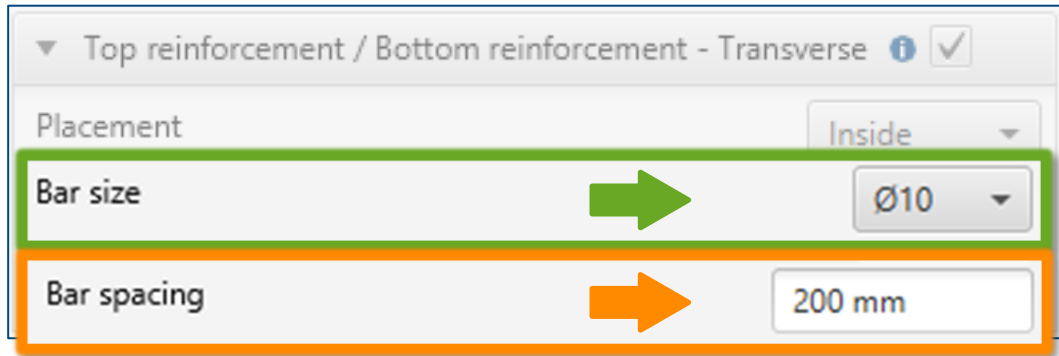 Top reinforcement / Bottom reinforcement - Transverse
Placement Inside
Bar size Ø10
Bar spacing 200 mm